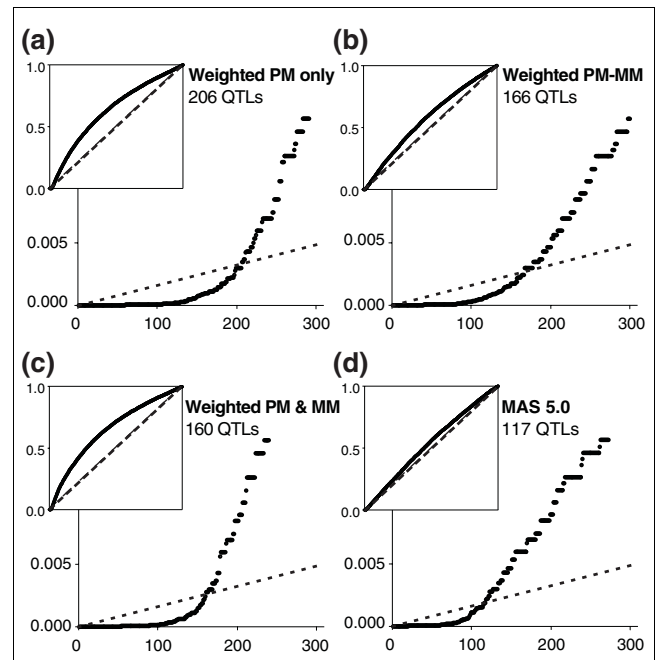 (a)
1.0
0.5
0.0
Weighted PM only
206 QTLs
0.005
0.000
0 100 200 300
(b)
1.0
0.5
0.0
Weighted PM-MM
166 QTLs
0.005
0.000
0 100 200 300
(c)
1.0
0.5
0.0
Weighted PM & MM
160 QTLs
0.005
0.000
0 100 200 300
(d)
1.0
0.5
0.0
MAS 5.0
117 QTLs
0.005
0.000
0 100 200 300